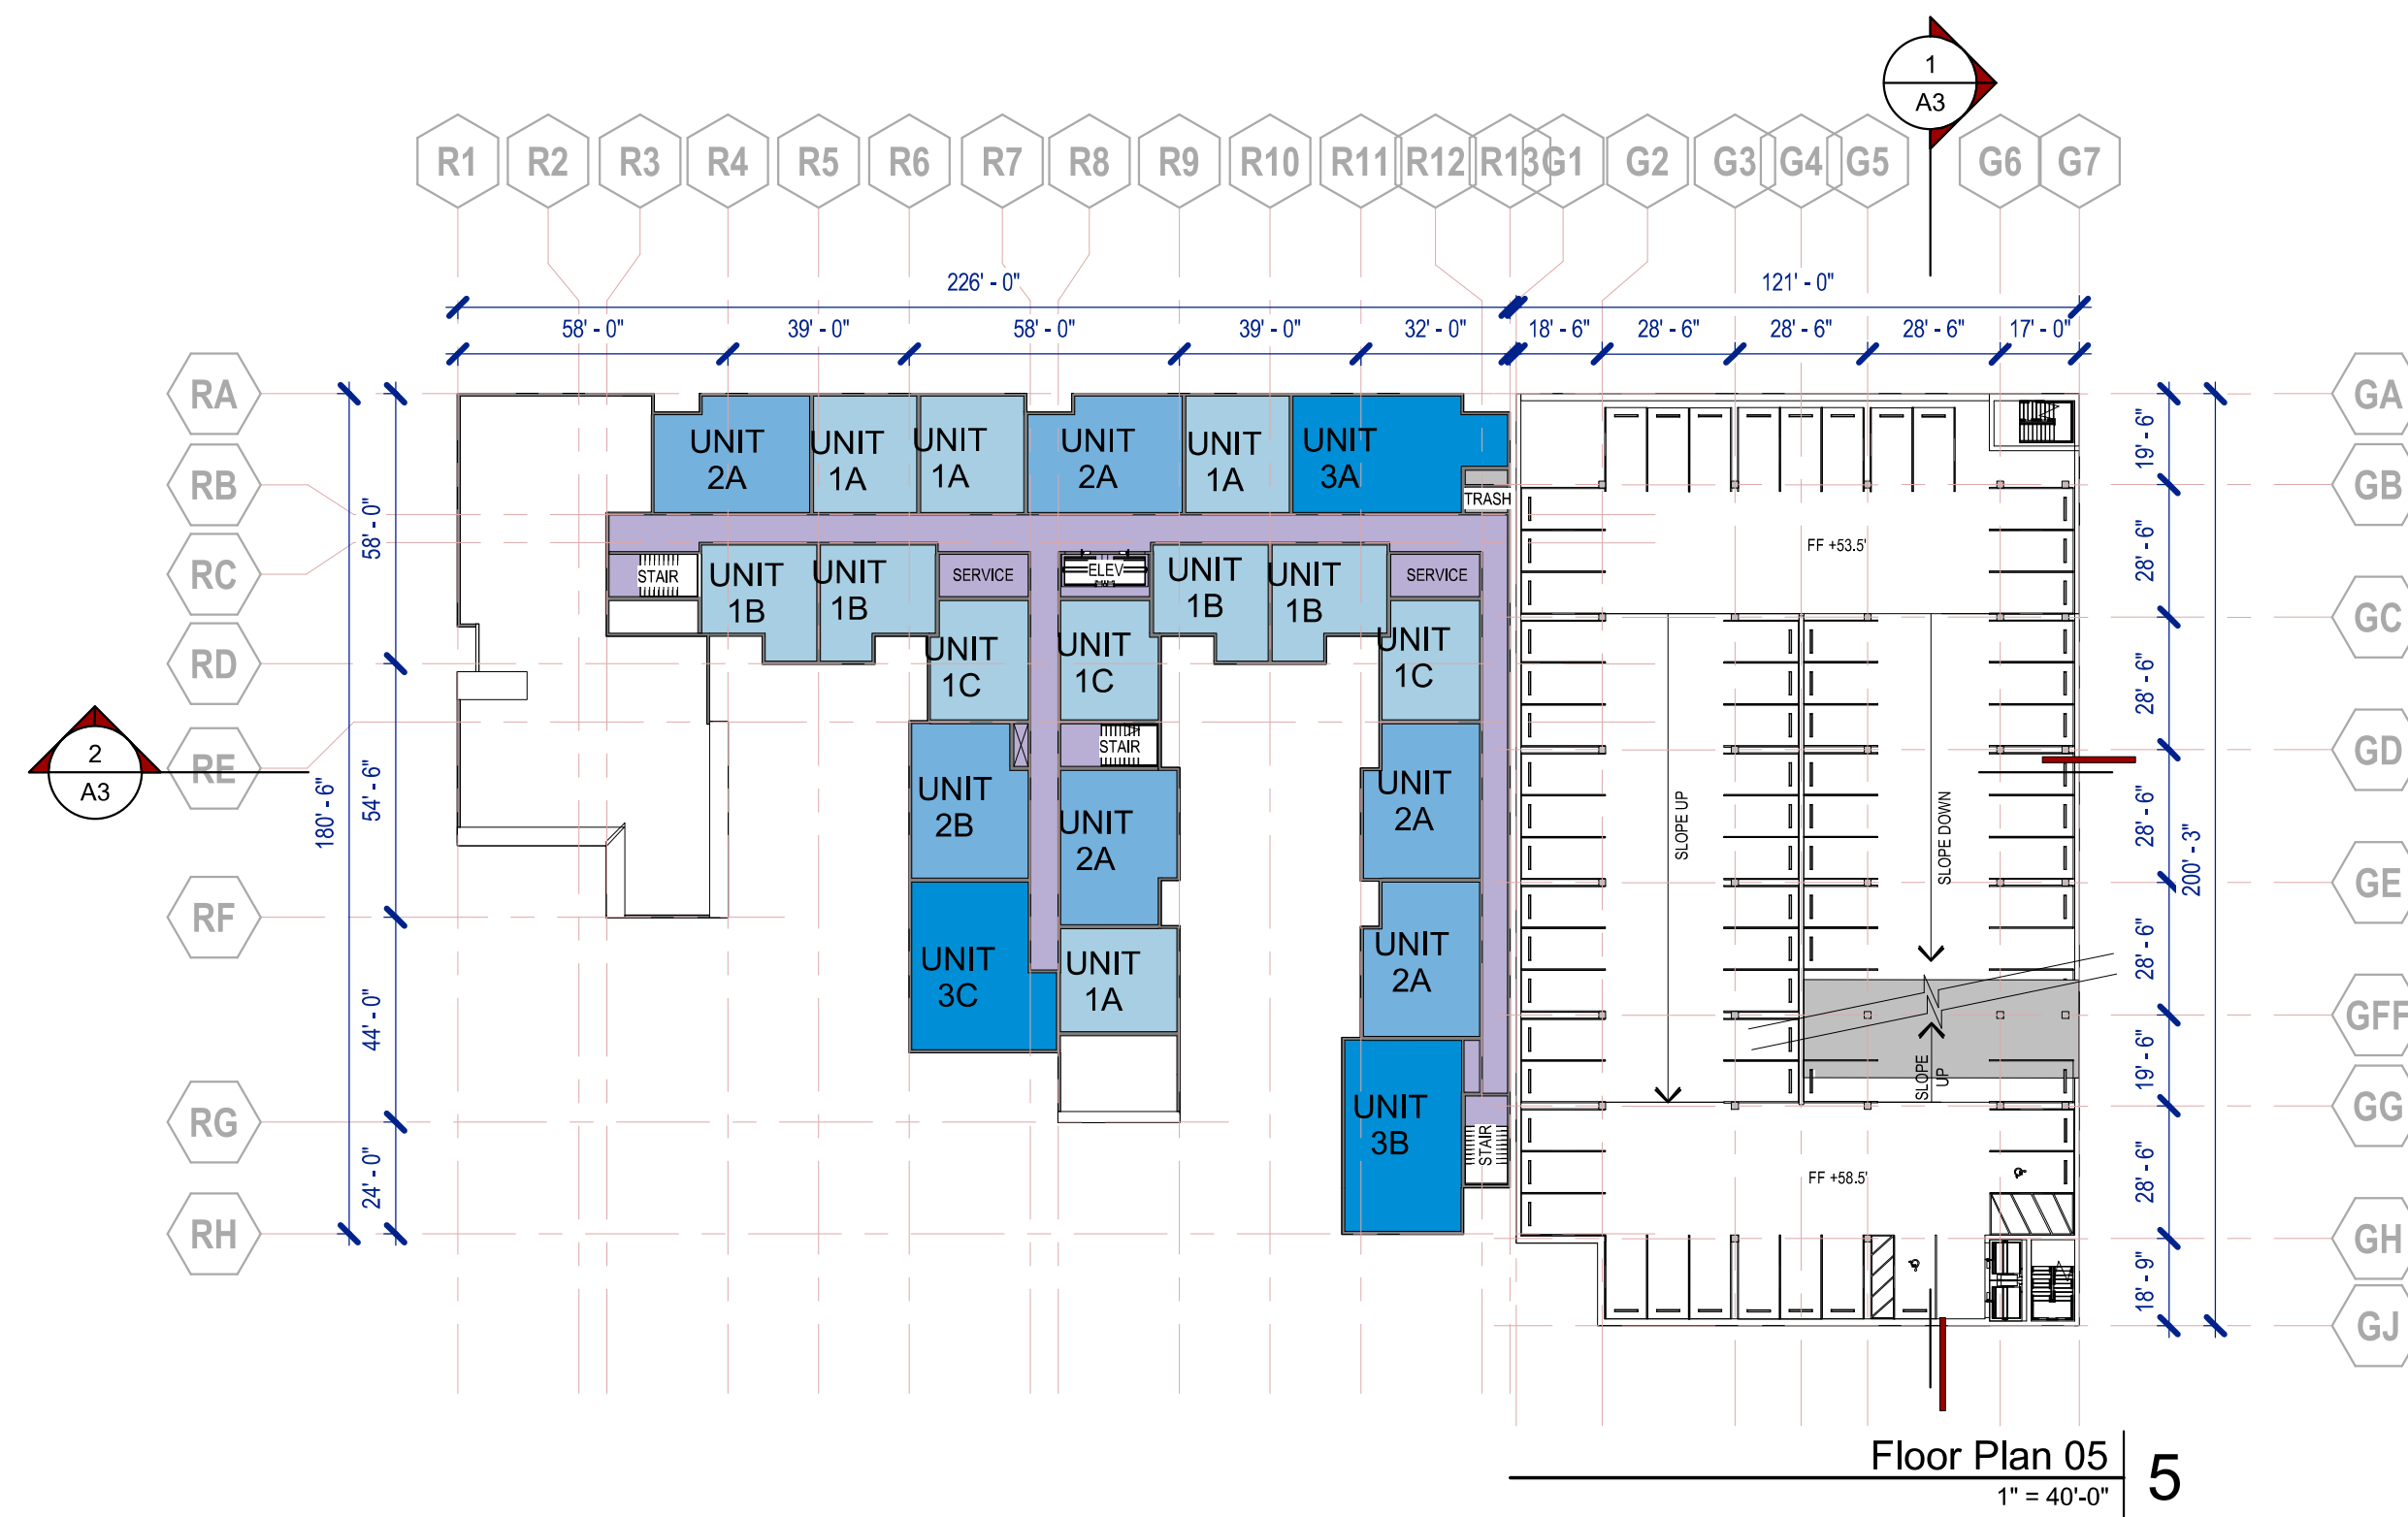 1
A3
R1 R2 R3 R4 R5 R6 R7 R8 R9 R10 R11 R12 R13 G1 G2 G3 G4 G5 G6 G7
226' - 0" 121' - 0"
58' - 0" 39' - 0" 58' - 0" 39' - 0" 32' - 0" 18' - 6" 28' - 6" 28' - 6" 28' - 6" 17' - 0"
RA
RB
RC
RD
RE
RF
RG
RH
2
A3
180' - 6"
58' - 0"
54' - 6"
44' - 0"
24' - 0"
UNIT
2A
UNIT
1A
UNIT
1A
UNIT
2A
UNIT
1A
UNIT
3A
TRASH
STAIR
UNIT
1B
UNIT
1B
SERVICE
ELEV
UNIT
1B
UNIT
1B
SERVICE
UNIT
1C
UNIT
1C
UNIT
1C
STAIR
UNIT
2B
UNIT
2A
UNIT
2A
UNIT
3C
UNIT
1A
UNIT
2A
UNIT
3B
STAIR
FF +53.5'
SLOPE UP
SLOPE DOWN
SLOPE
UP
FF +58.5'
19' - 6"
28' - 6"
28' - 6"
28' - 6"
28' - 6"
19' - 6"
28' - 6"
18' - 9"
200' - 3"
GA
GB
GC
GD
GE
GFF
GG
GH
GJ
Floor Plan 05
1" = 40'-0"
5